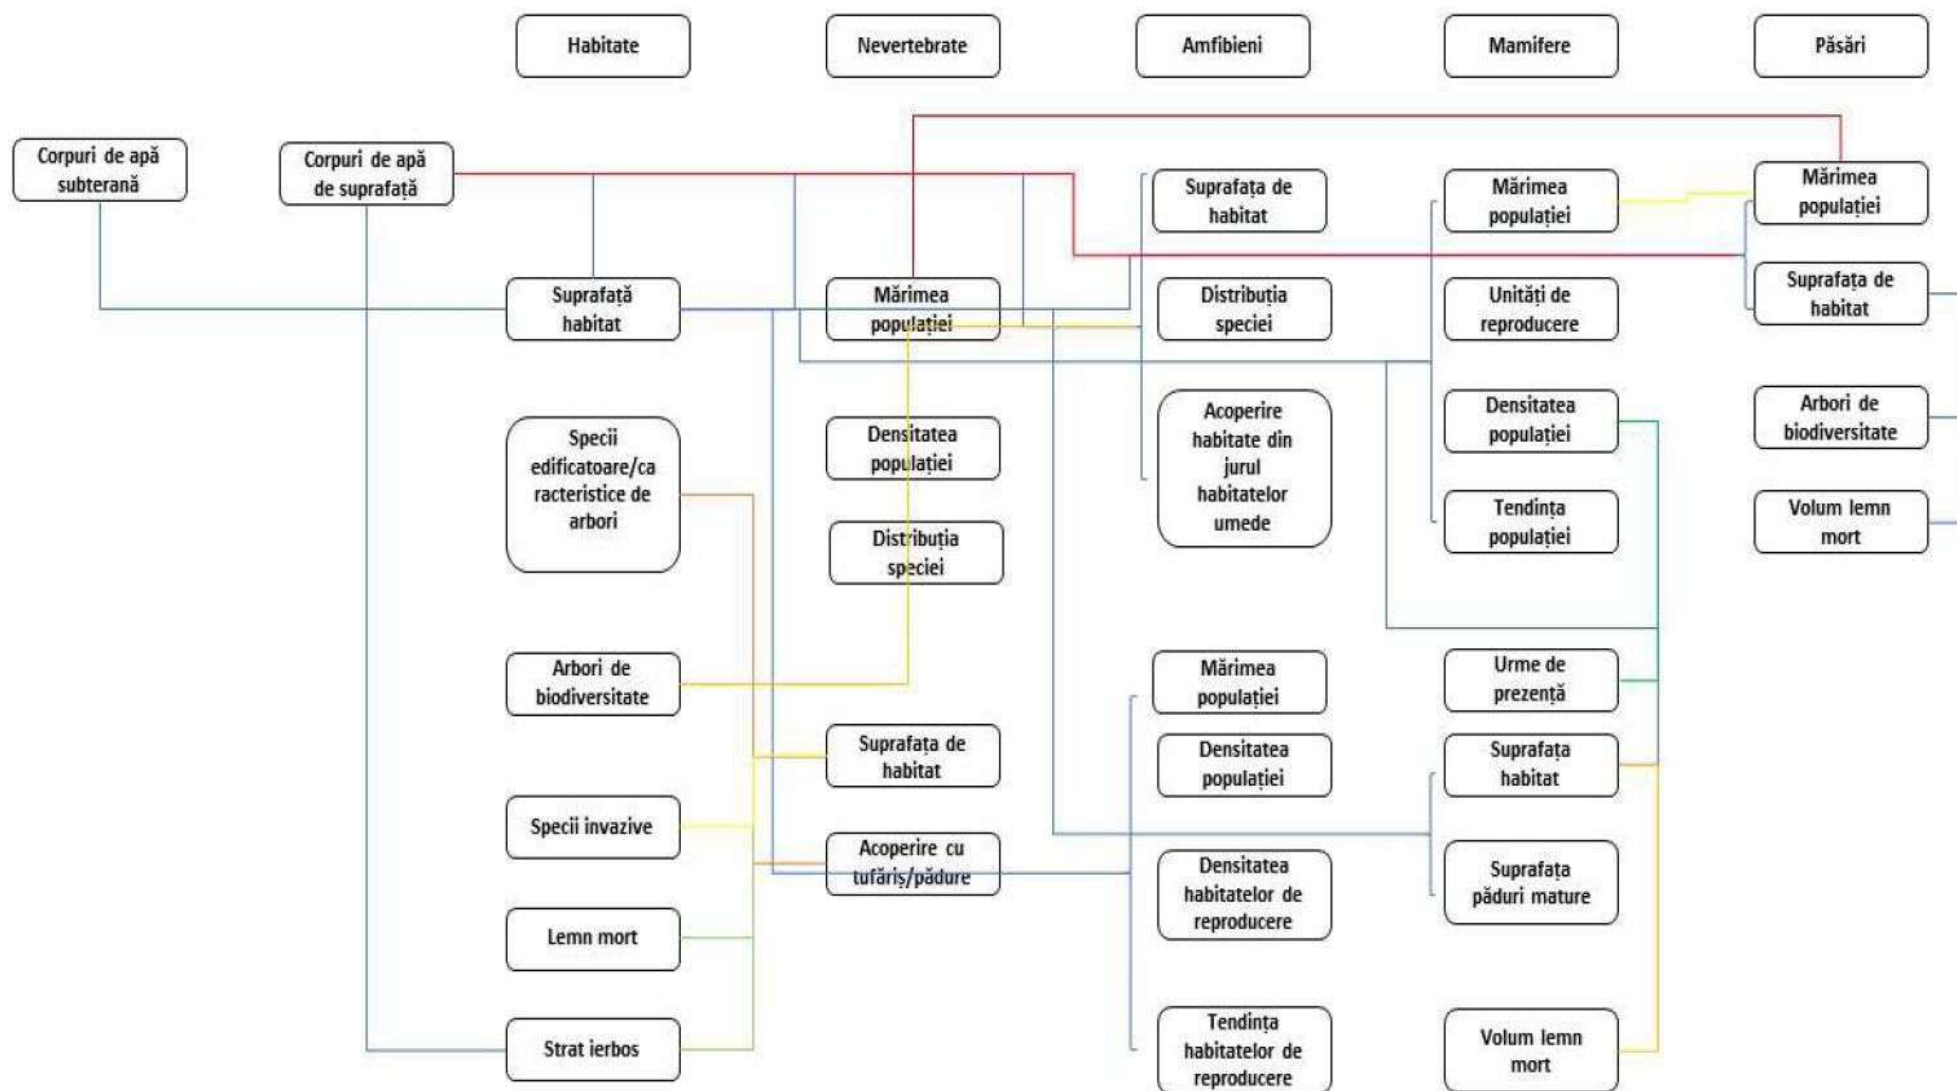 Habitate
Nevertebrate
Amfibieni
Mamifere
Păsări
Corpuri de apă
subterană
Corpuri de apă
de suprafață
Suprafață
habitat
Specii
edificatoare/ca
racteristice de
arbori
Arbori de
biodiversitate
Specii invazive
Lemn mort
Strat ierbos
Mărimea
populației
Densitatea
populației
Distribuția
speciei
Suprafața de
habitat
Acoperire cu
tufăriș/pădure
Suprafața de
habitat
Distribuția
speciei
Acoperire
habitate din
jurul
habitatelor
umede
Mărimea
populației
Densitatea
populației
Densitatea
habitatelor de
reproducere
Tendința
habitatelor de
reproducere
Mărimea
populației
Unități de
reproducere
Densitatea
populației
Tendința
populației
Urme de
prezență
Suprafața
habitat
Suprafața
păduri mature
Volum lemn
mort
Mărimea
populației
Suprafața de
habitat
Arbori de
biodiversitate
Volum lemn
mort